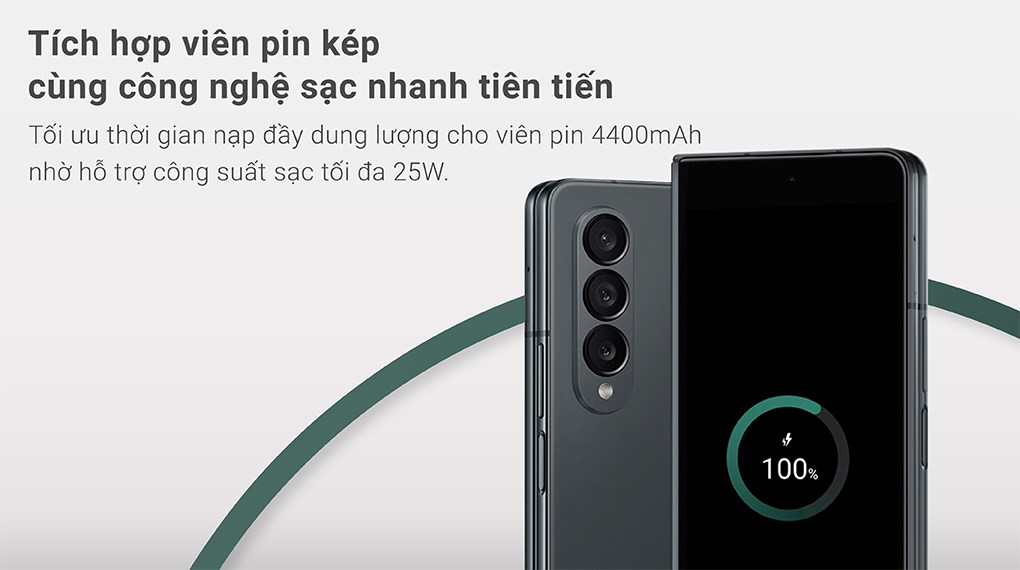 Tích hợp viên pin kép
cùng công nghệ sạc nhanh tiên tiến
Tối ưu thời gian nạp đầy dung lượng cho viên pin 4400mAh
nhờ hỗ trợ công suất sạc tối đa 25W.
100%